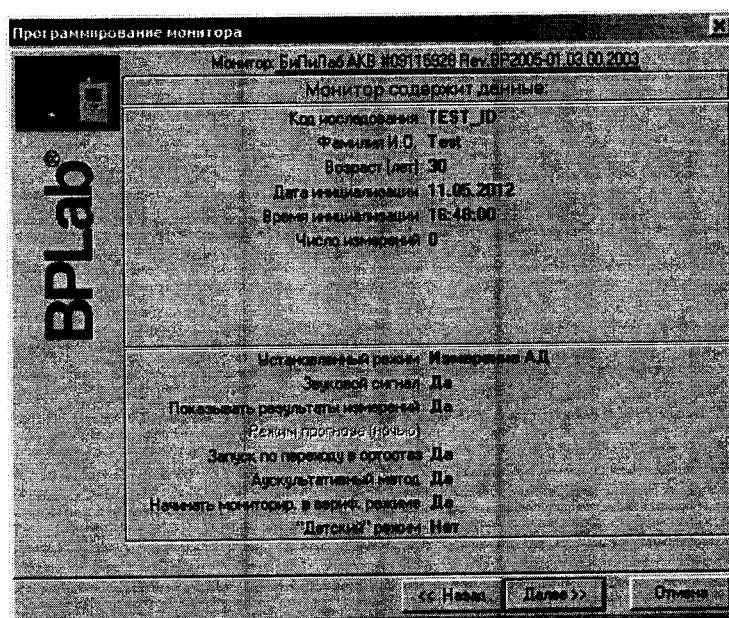 Программирование монитора
Монитор: БиПиЛаб АКВ #09115928 Rev.BP2005-01.03.00.2003
Монитор содержит данные:
BPLab®
Код исследования TEST_ID
Фамилия И.О. Test
Возраст (лет) 30
Дата инициализации 11.05.2012
Время инициализации 16:48:00
Число измерений 0
Установленный режим Измерение АД
Звуковой сигнал Да
Показывать результаты измерений Да
Режим прогноза (ночью)
Запуск по переходу в ортостаз Да
Аускультативный метод Да
Начинать мониторир. в вериф. режиме Да
"Детский" режим Нет
<< Назад Далее >> Отмена